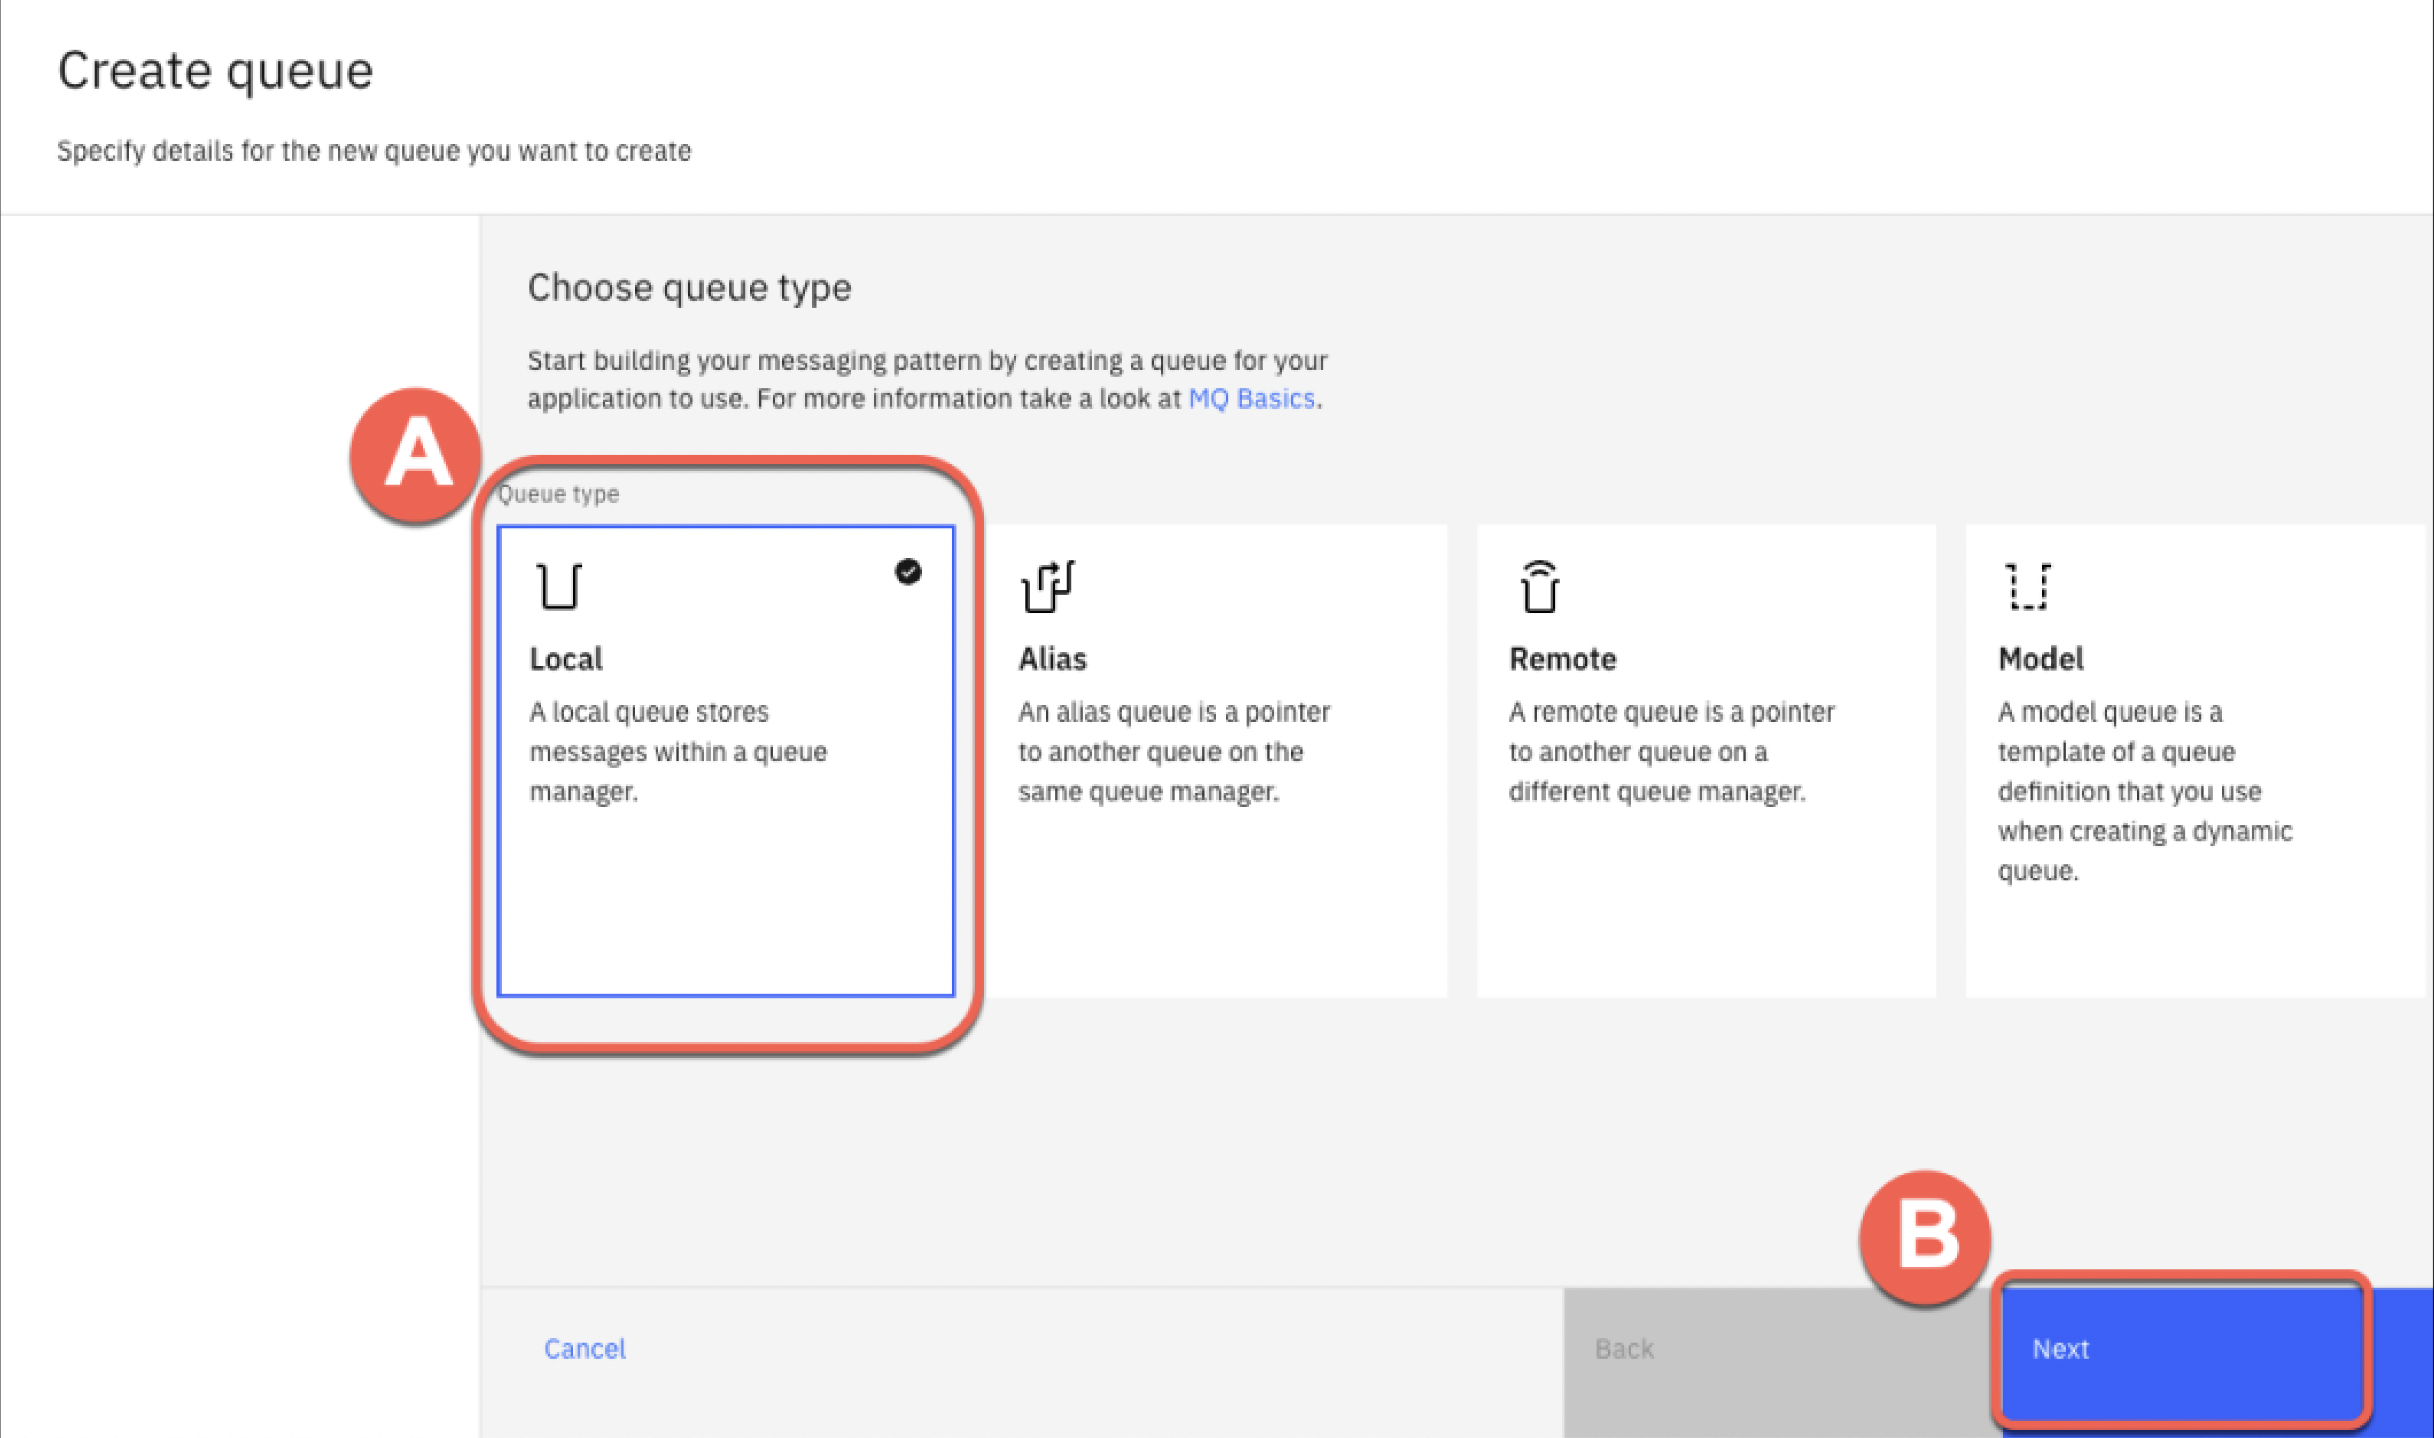 Create queue
Specify details for the new queue you want to create
Choose queue type
Start building your messaging pattern by creating a queue for your
application to use. For more information take a look at MQ Basics.
A
Queue type
Local
A local queue stores
messages within a queue
manager.
Alias
An alias queue is a pointer
to another queue on the
same queue manager.
Remote
A remote queue is a pointer
to another queue on a
different queue manager.
Model
A model queue is a
template of a queue
definition that you use
when creating a dynamic
queue.
B
Cancel
Back
Next